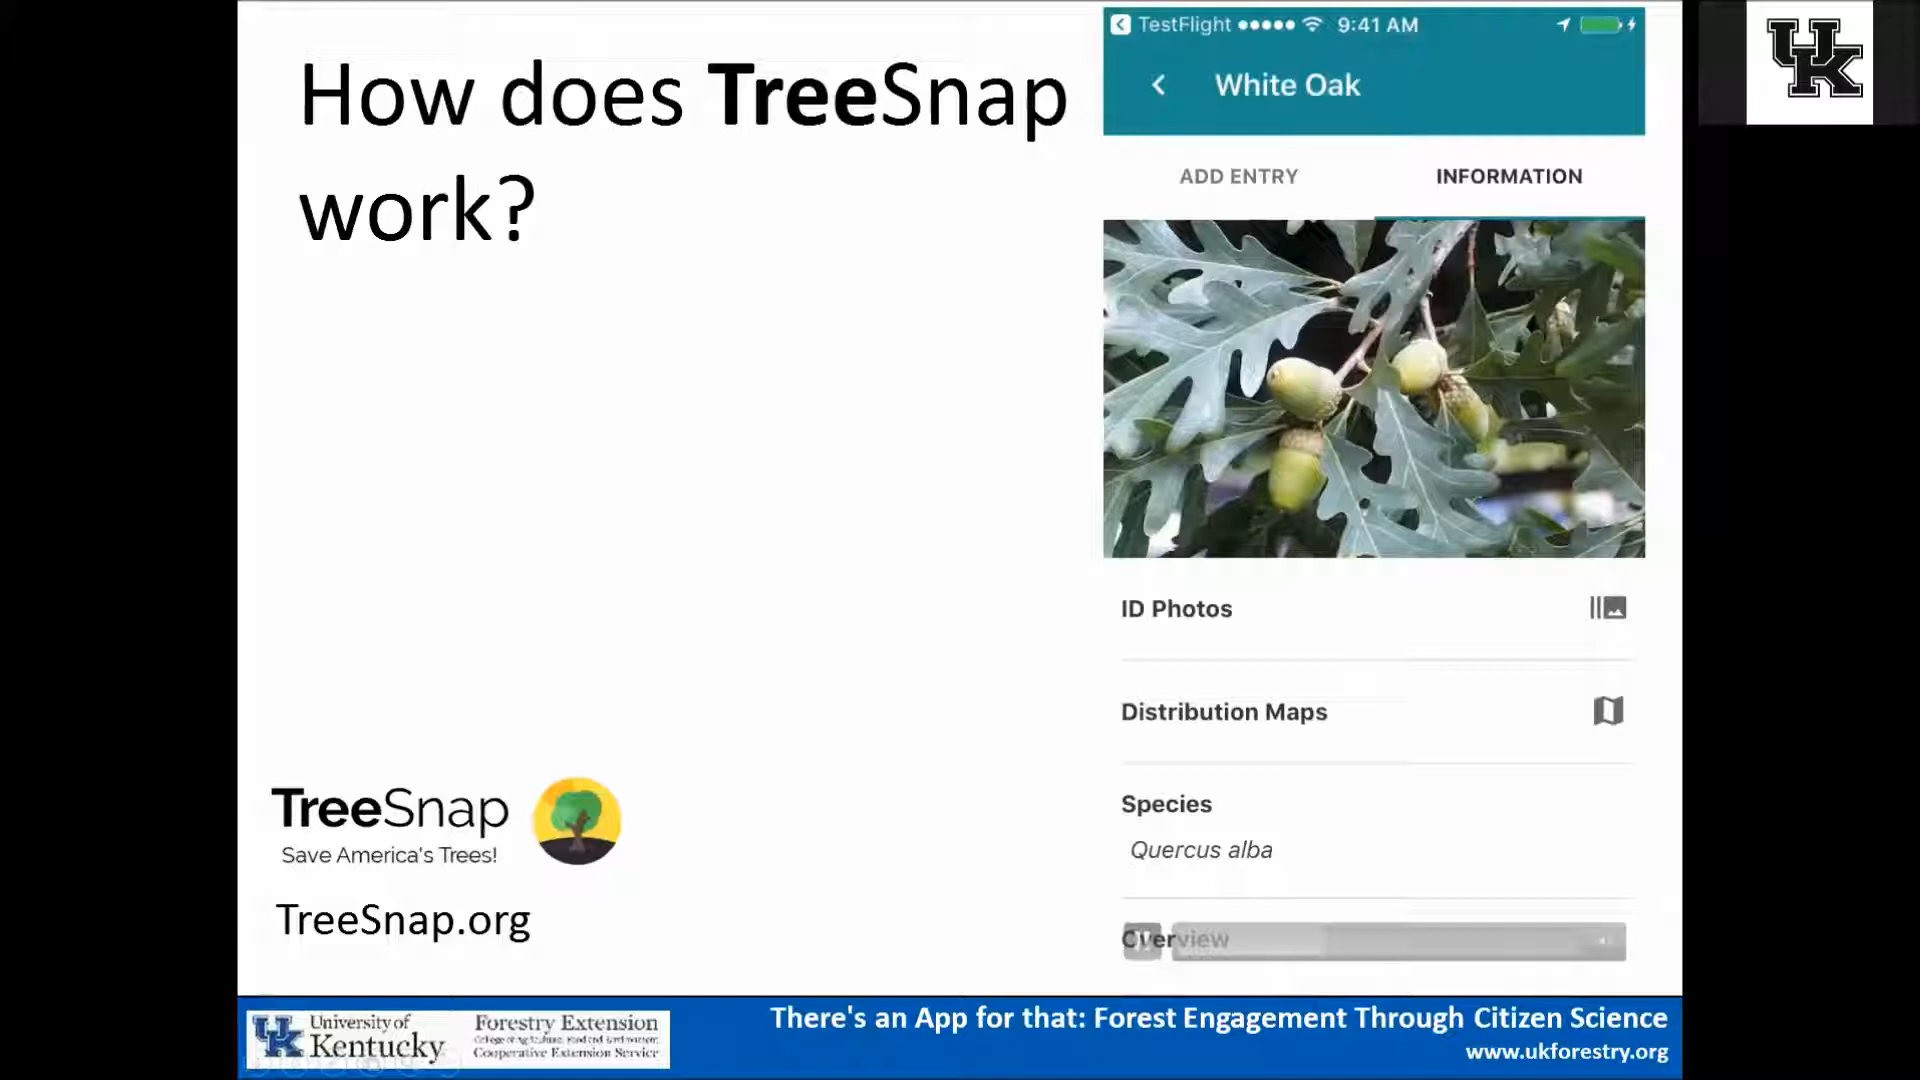 How does TreeSnap
work?
TestFlight 9:41 AM
White Oak
ADD ENTRY INFORMATION
ID Photos
Distribution Maps
Species
Quercus alba
Overview
TreeSnap
Save America's Trees!
TreeSnap.org
University of
Kentucky
Forestry Extension
Cooperative Extension Service
There's an App for that: Forest Engagement Through Citizen Science
www.ukforestry.org
UK